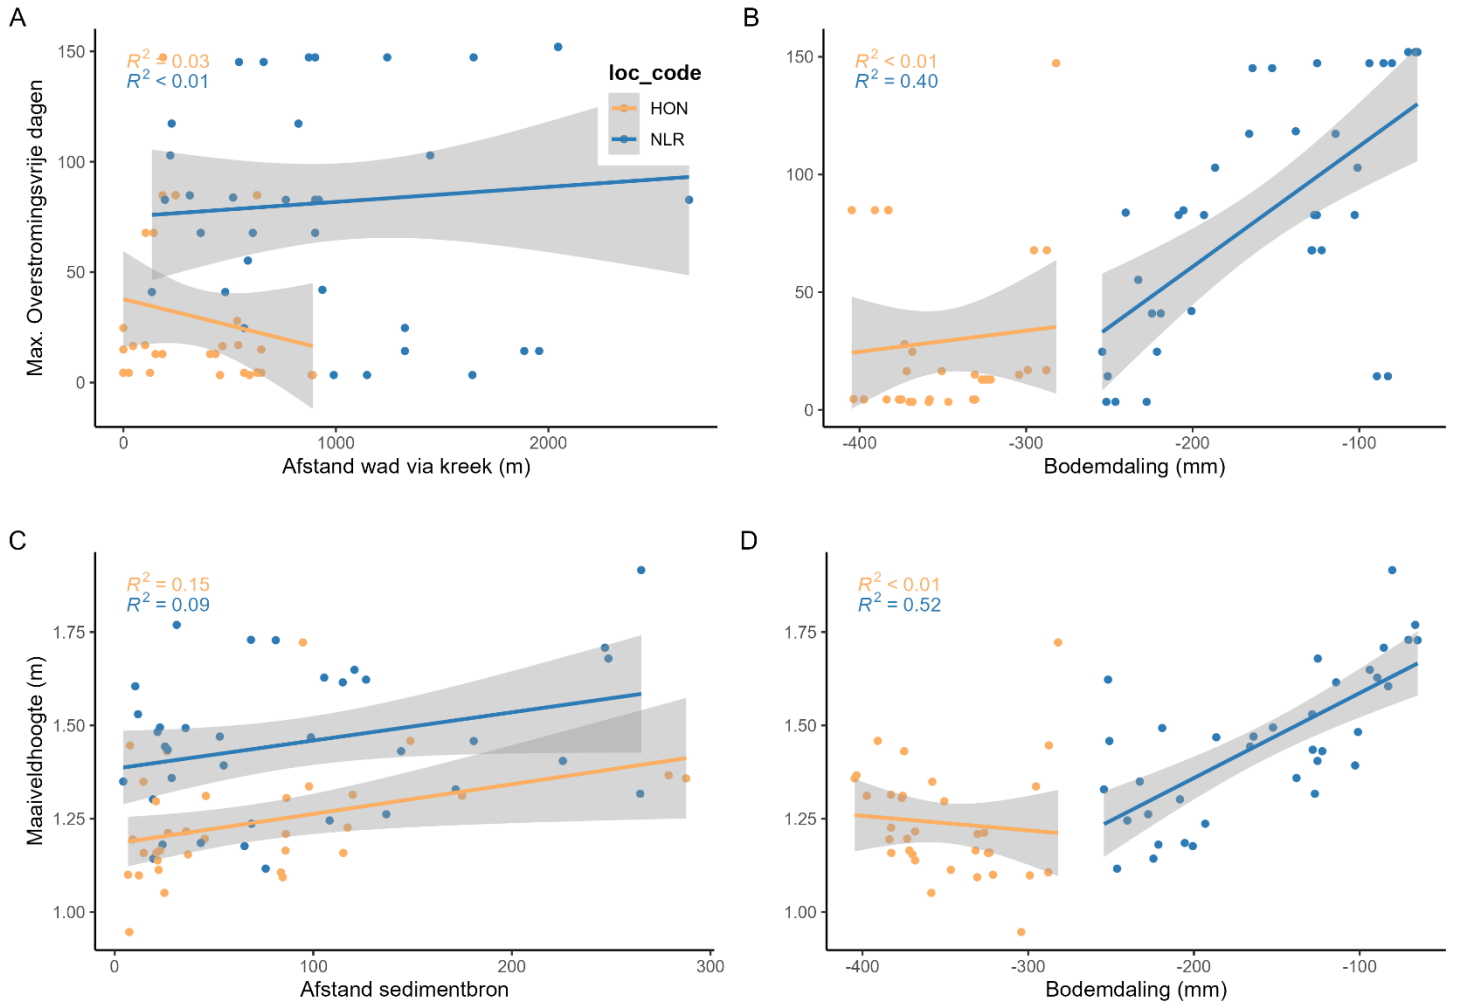 A
R² = 0.03
R² < 0.01
loc_code
HON
NLR
150
100
50
0
Max. Overstromingsvrije dagen
0
1000
2000
Afstand wad via kreek (m)
B
R² < 0.01
R² = 0.40
150
100
50
0
-400
-300
-200
-100
Bodemdaling (mm)
C
R² = 0.15
R² = 0.09
1.75
1.50
1.25
1.00
Maaiveldhoogte (m)
0
100
200
300
Afstand sedimentbron
D
R² < 0.01
R² = 0.52
1.75
1.50
1.25
1.00
-400
-300
-200
-100
Bodemdaling (mm)